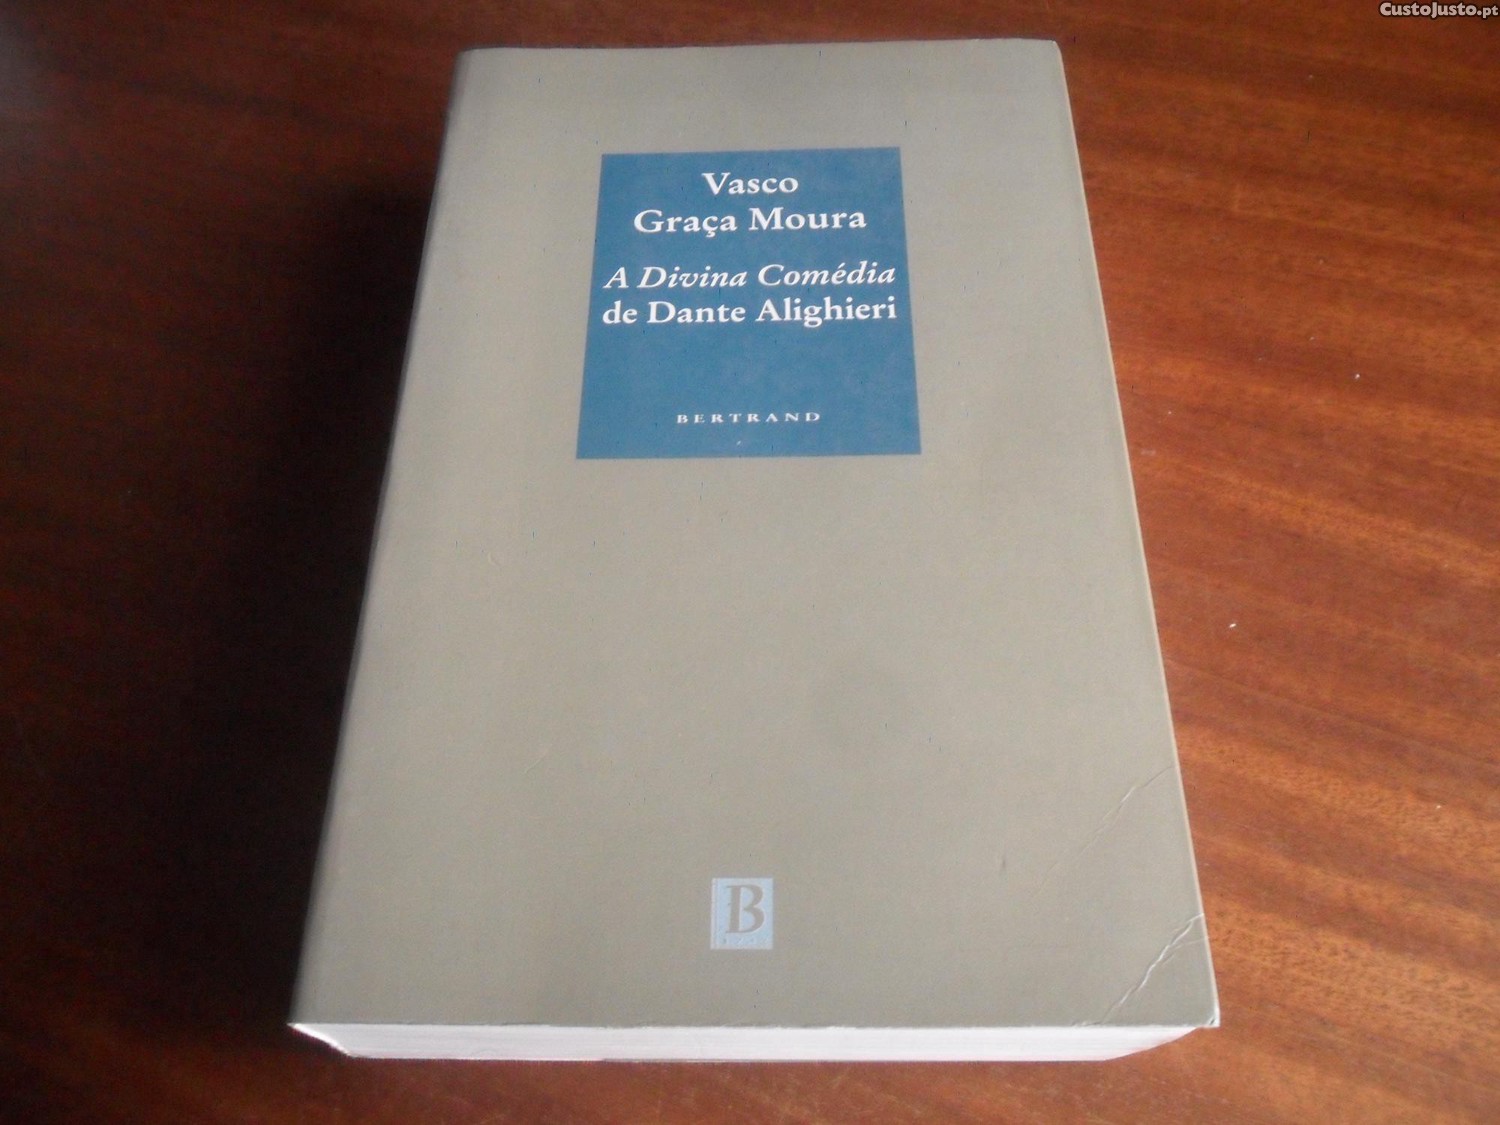 CustoJusto.pt
Vasco
Graça Moura
A Divina Comédia
de Dante Alighieri
BERTRAND
B